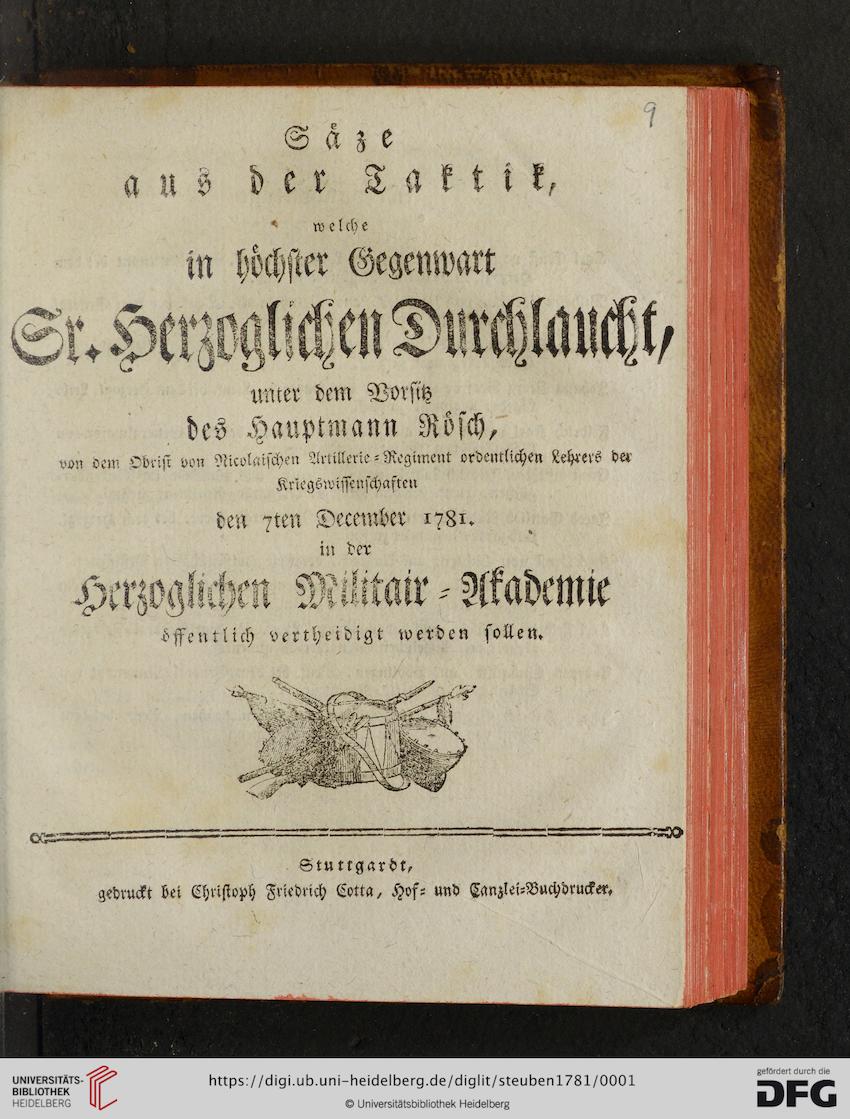 9
Säze
aus der Taktik,
welche
in höchster Gegenwart
Sr. Herzoglichen Durchlaucht,
unter dem Vorsitz
des Hauptmann Rösch,
von dem Obrist von Nicolaischen Artillerie-Regiment ordentlichen Lehrers der
Kriegswissenschaften
den 7ten December 1781.
in der
Herzoglichen Militair-Akademie
öffentlich vertheidigt werden sollen.
Stuttgardt,
gedruckt bei Christoph Friedrich Cotta, Hof- und Canzlei-Buchdrucker.
UNIVERSITÄTS-
BIBLIOTHEK
HEIDELBERG
https://digi.ub.uni-heidelberg.de/diglit/steuben1781/0001
© Universitätsbibliothek Heidelberg
gefördert durch die
DFG